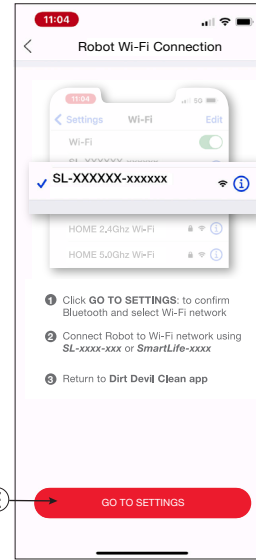 11:04
5G
Robot Wi-Fi Connection
11:04
5G
Settings Wi-Fi Edit
Wi-Fi
SL-XXXXXX-xxxxxx
HOME 2,4Ghz Wi-Fi
HOME 5.0Ghz Wi-Fi
1 Click GO TO SETTINGS: to confirm
Bluetooth and select Wi-Fi network
2 Connect Robot to Wi-Fi network using
SL-xxxx-xxx or SmartLife-xxxx
3 Return to Dirt Devil Clean app
GO TO SETTINGS